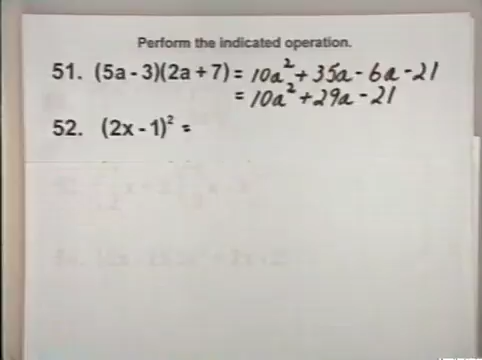 Perform the indicated operation.
51. (5a - 3)(2a + 7) = 10a² + 35a - 6a - 21
= 10a² + 29a - 21
52. (2x - 1)² =